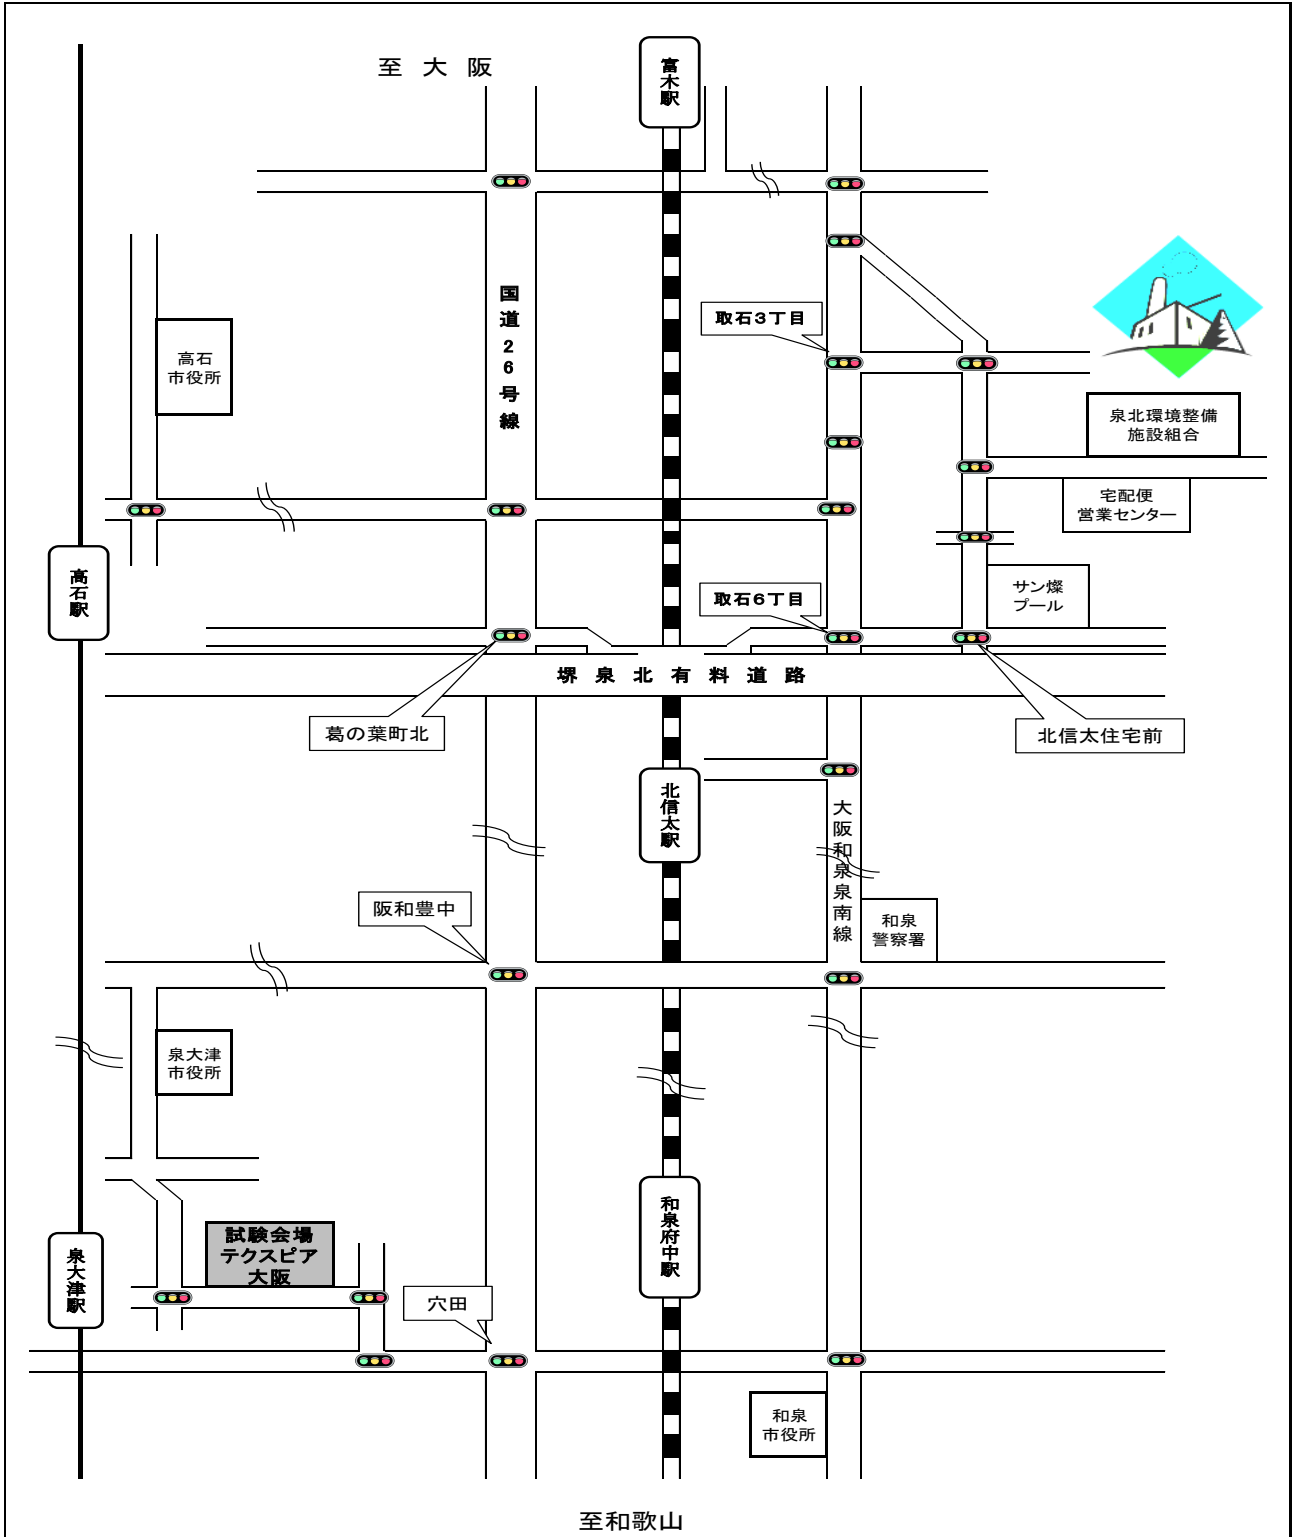 至 大 阪
富木駅
国道26号線
取石３丁目
高石
市役所
泉北環境整備
施設組合
宅配便
営業センター
高石駅
サン燦
プール
取石６丁目
堺 泉 北 有 料 道 路
葛の葉町北
北信太住宅前
北信太駅
大阪和泉泉南線
阪和豊中
和泉
警察署
泉大津
市役所
和泉府中駅
試験会場
テクスピア
大阪
泉大津駅
穴田
和泉
市役所
至和歌山